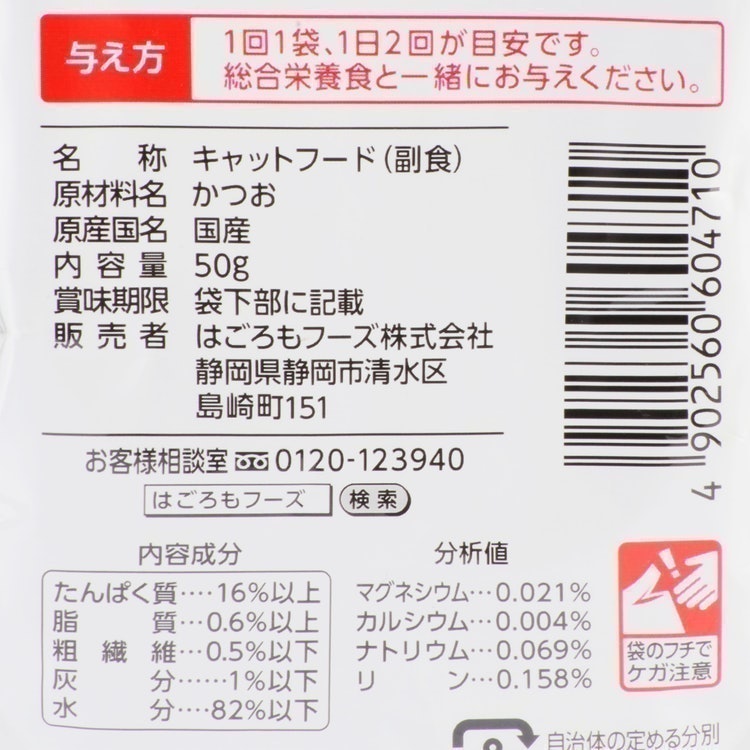 与え方
1回1袋、1日2回が目安です。
総合栄養食と一緒にお与えください。
名称 キャットフード(副食)
原材料名 かつお
原産国名 国産
内容量 50g
賞味期限 袋下部に記載
販売者 はごろもフーズ株式会社
静岡県静岡市清水区
島崎町151
お客様相談室 0120-123940
はごろもフーズ 検索
4 902560 604710
内容成分
たんぱく質‥‥16%以上
脂質‥‥0.6%以上
粗繊維‥‥0.5%以下
灰分‥‥1%以下
水分‥‥82%以下
分析値
マグネシウム‥‥0.021%
カルシウム‥‥0.004%
ナトリウム‥‥0.069%
リン‥‥0.158%
袋のフチで
ケガ注意
自治体の定める分別